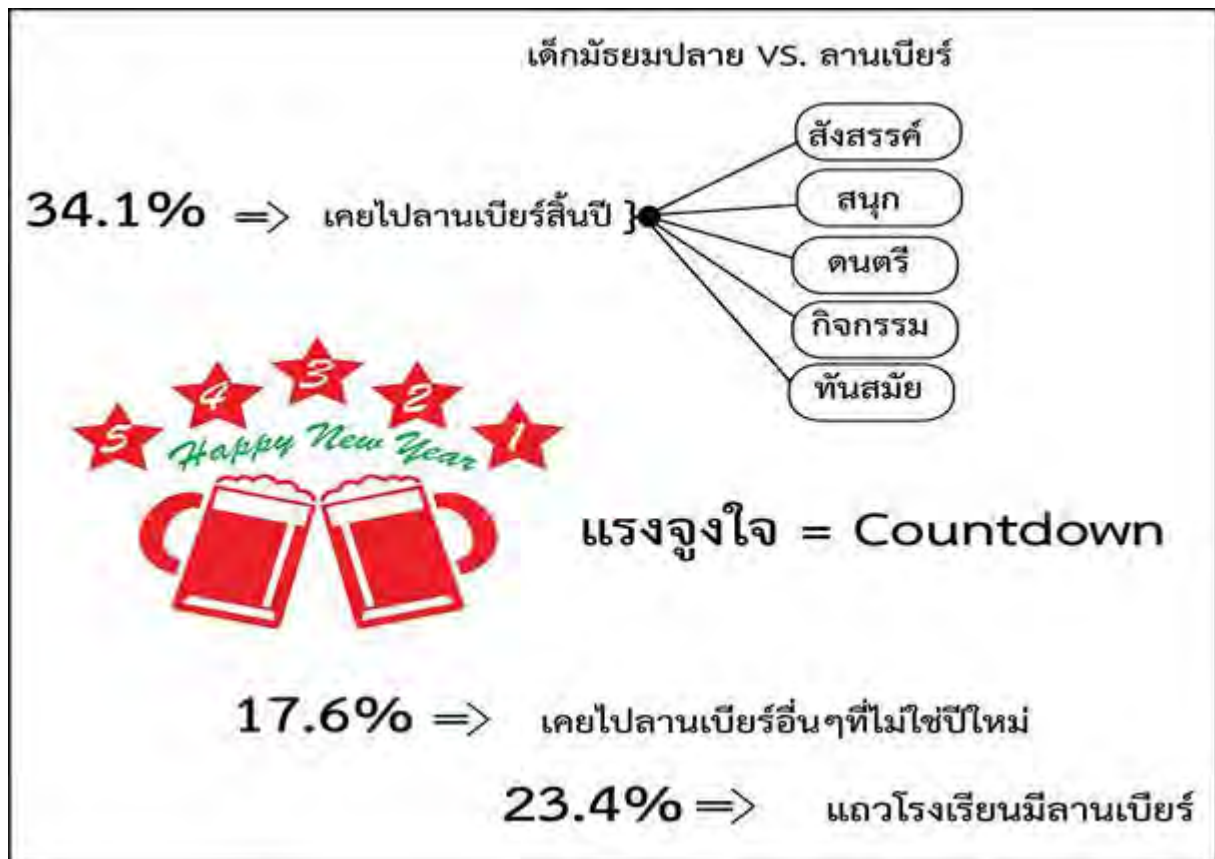 เด็กมัธยมปลาย VS. ลานเบียร์
34.1% => เคยไปลานเบียร์สิ้นปี }
สังสรรค์
สนุก
ดนตรี
กิจกรรม
ทันสมัย
5 4 3 2 1
Happy New Year
แรงจูงใจ = Countdown
17.6% => เคยไปลานเบียร์อื่นๆที่ไม่ใช่ปีใหม่
23.4% => แถวโรงเรียนมีลานเบียร์